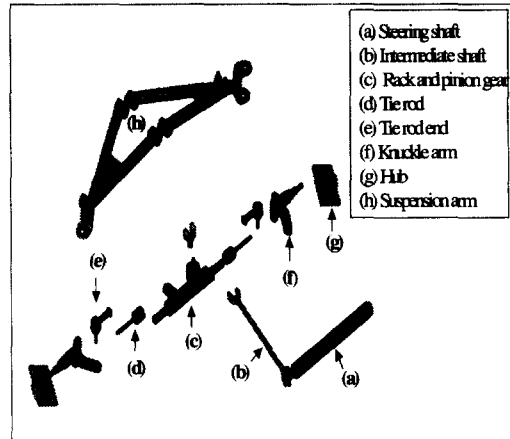 (a) Steering shaft
(b) Intermediate shaft
(c) Rack and pinion gear
(d) Tie rod
(e) Tie rod end
(f) Knuckle arm
(g) Hub
(h) Suspension arm
(h)
(g)
(f)
(e)
(c)
(d)
(b)
(a)